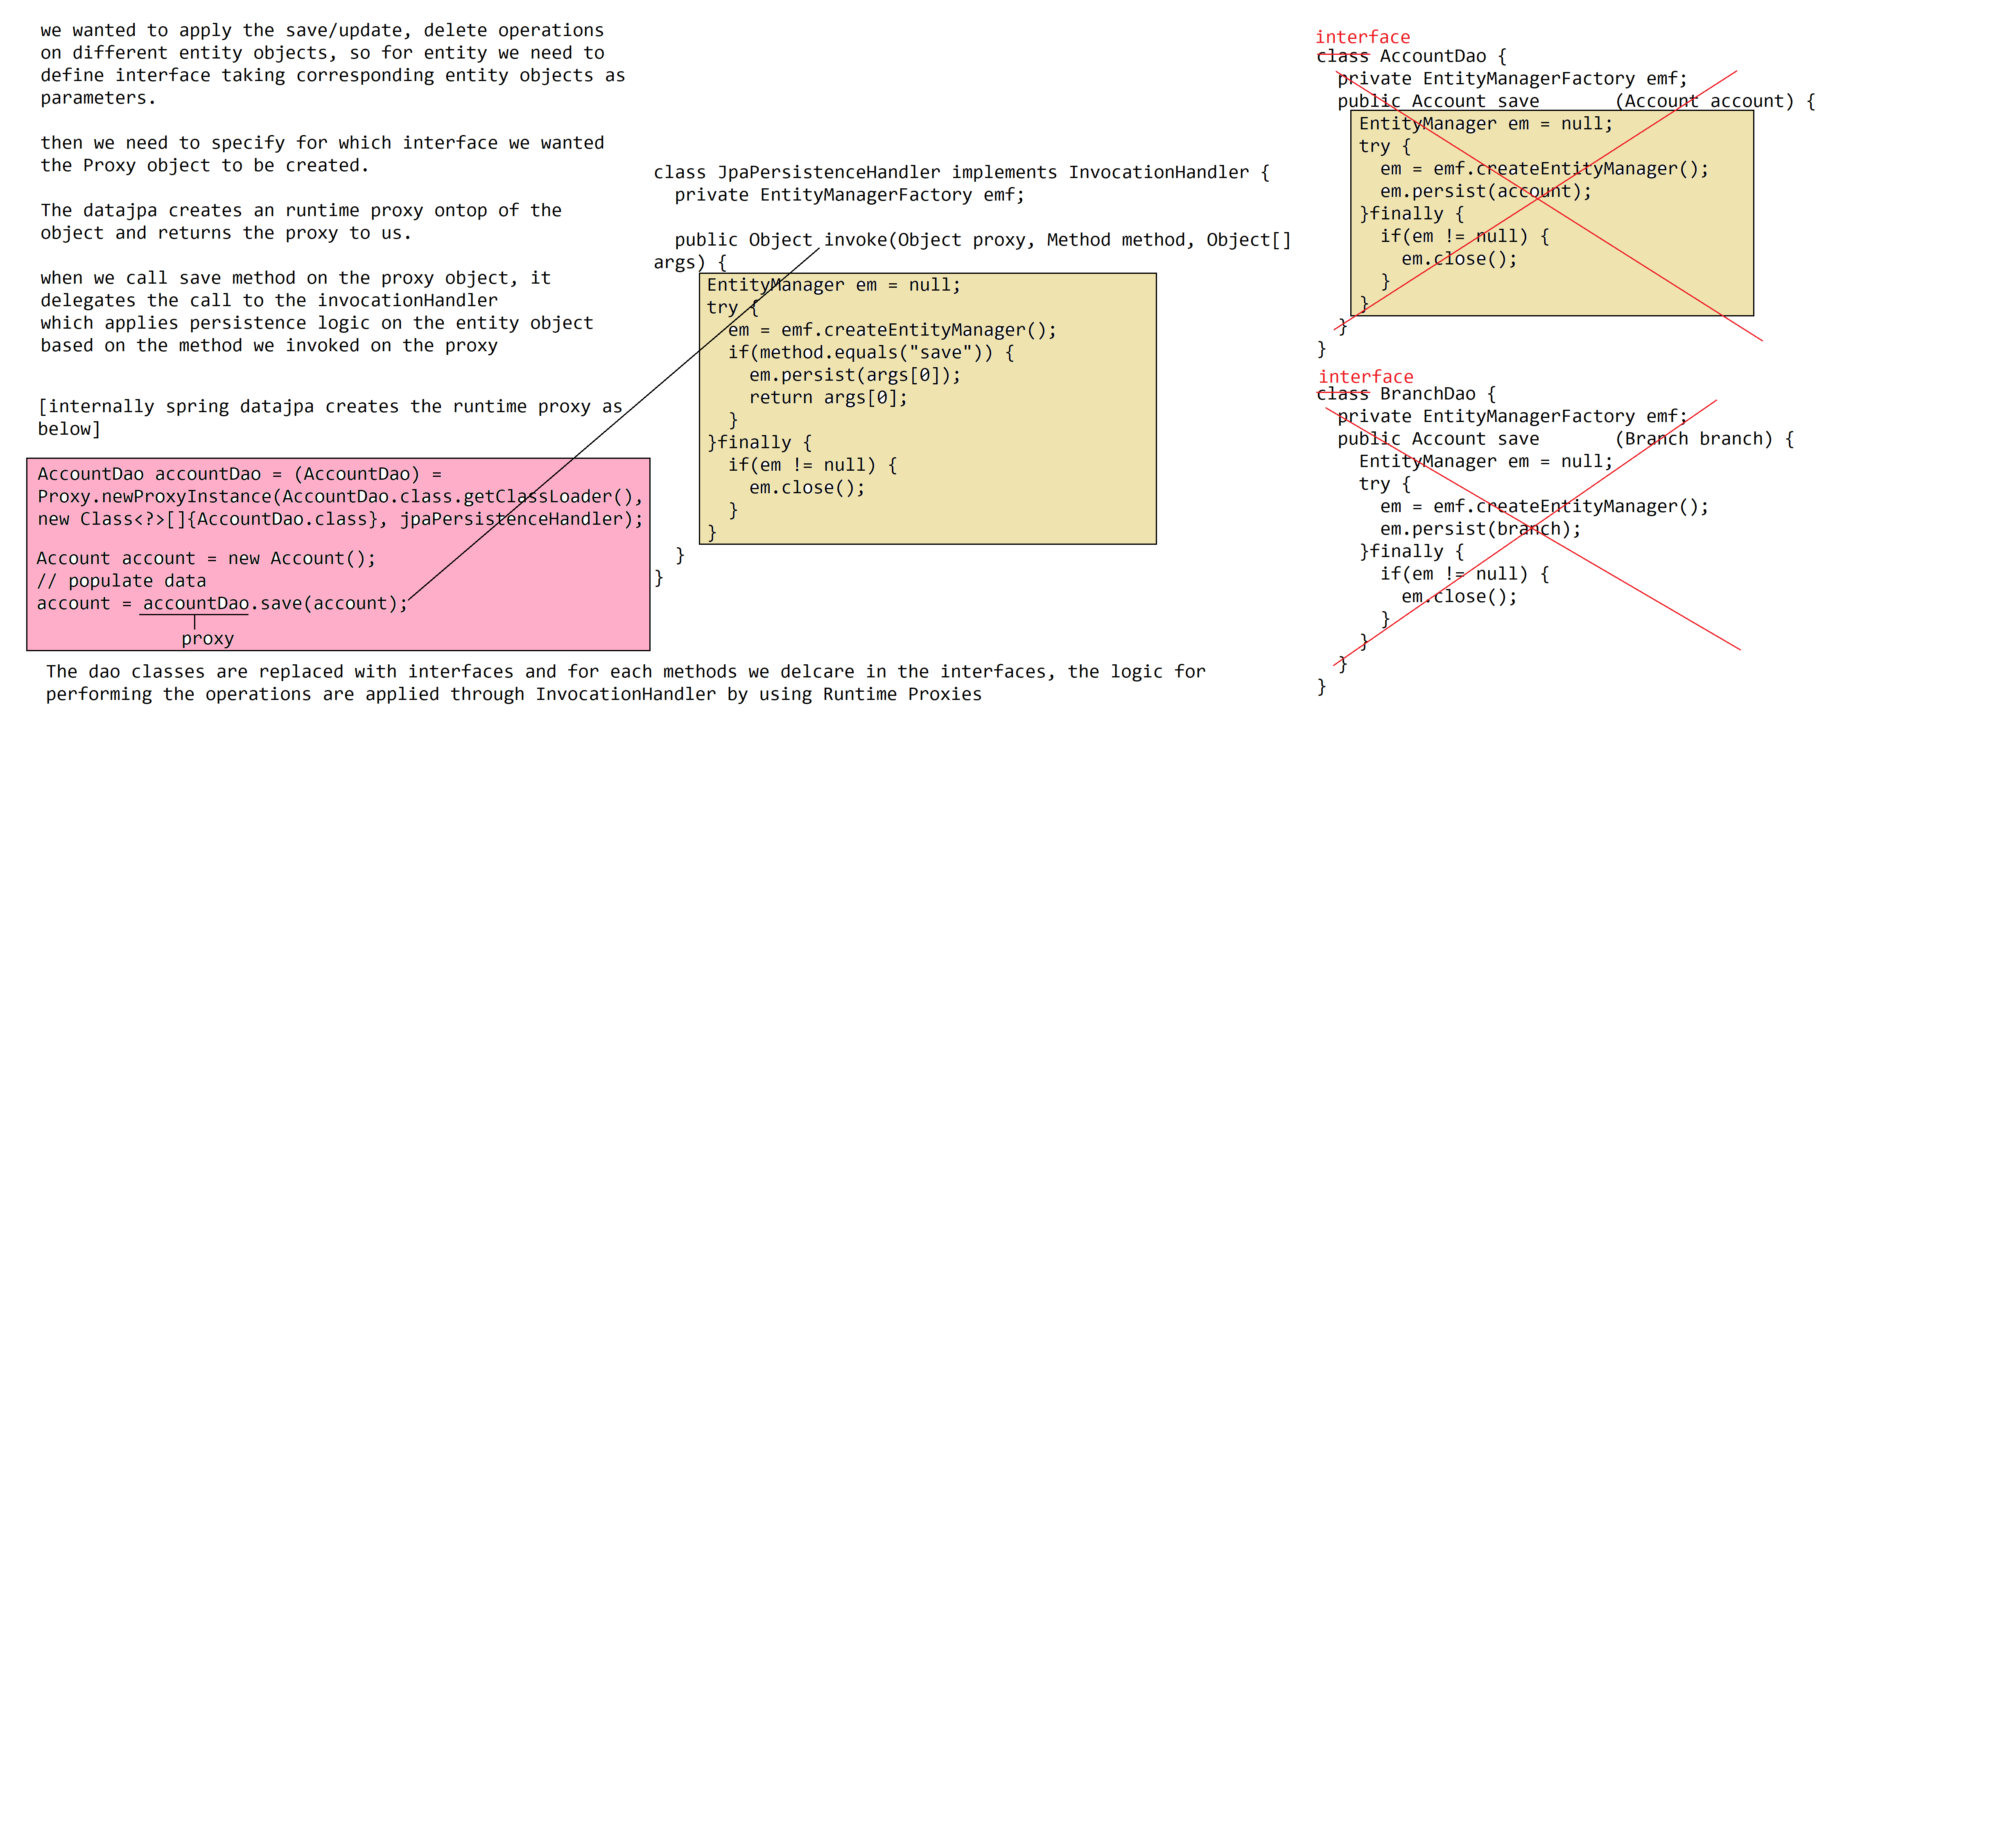 we wanted to apply the save/update, delete operations
on different entity objects, so for entity we need to
define interface taking corresponding entity objects as
parameters.
then we need to specify for which interface we wanted
the Proxy object to be created.
The datajpa creates an runtime proxy ontop of the
object and returns the proxy to us.
when we call save method on the proxy object, it
delegates the call to the invocationHandler
which applies persistence logic on the entity object
based on the method we invoked on the proxy
[internally spring datajpa creates the runtime proxy as
below]
AccountDao accountDao = (AccountDao) =
Proxy.newProxyInstance(AccountDao.class.getClassLoader(),
new Class<?>[]{AccountDao.class}, jpaPersistenceHandler);
Account account = new Account();
// populate data
account = accountDao.save(account);
proxy
The dao classes are replaced with interfaces and for each methods we delcare in the interfaces, the logic for
performing the operations are applied through InvocationHandler by using Runtime Proxies
class JpaPersistenceHandler implements InvocationHandler {
  private EntityManagerFactory emf;
  public Object invoke(Object proxy, Method method, Object[]
args) {
     EntityManager em = null;
     try {
       em = emf.createEntityManager();
       if(method.equals("save")) {
         em.persist(args[0]);
         return args[0];
       }
     }finally {
       if(em != null) {
         em.close();
       }
     }
  }
}
interface
class AccountDao {
  private EntityManagerFactory emf;
  public Account save       (Account account) {
    EntityManager em = null;
    try {
      em = emf.createEntityManager();
      em.persist(account);
    }finally {
      if(em != null) {
        em.close();
      }
    }
  }
}
interface
class BranchDao {
  private EntityManagerFactory emf;
  public Account save       (Branch branch) {
    EntityManager em = null;
    try {
      em = emf.createEntityManager();
      em.persist(branch);
    }finally {
      if(em != null) {
        em.close();
      }
    }
  }
}